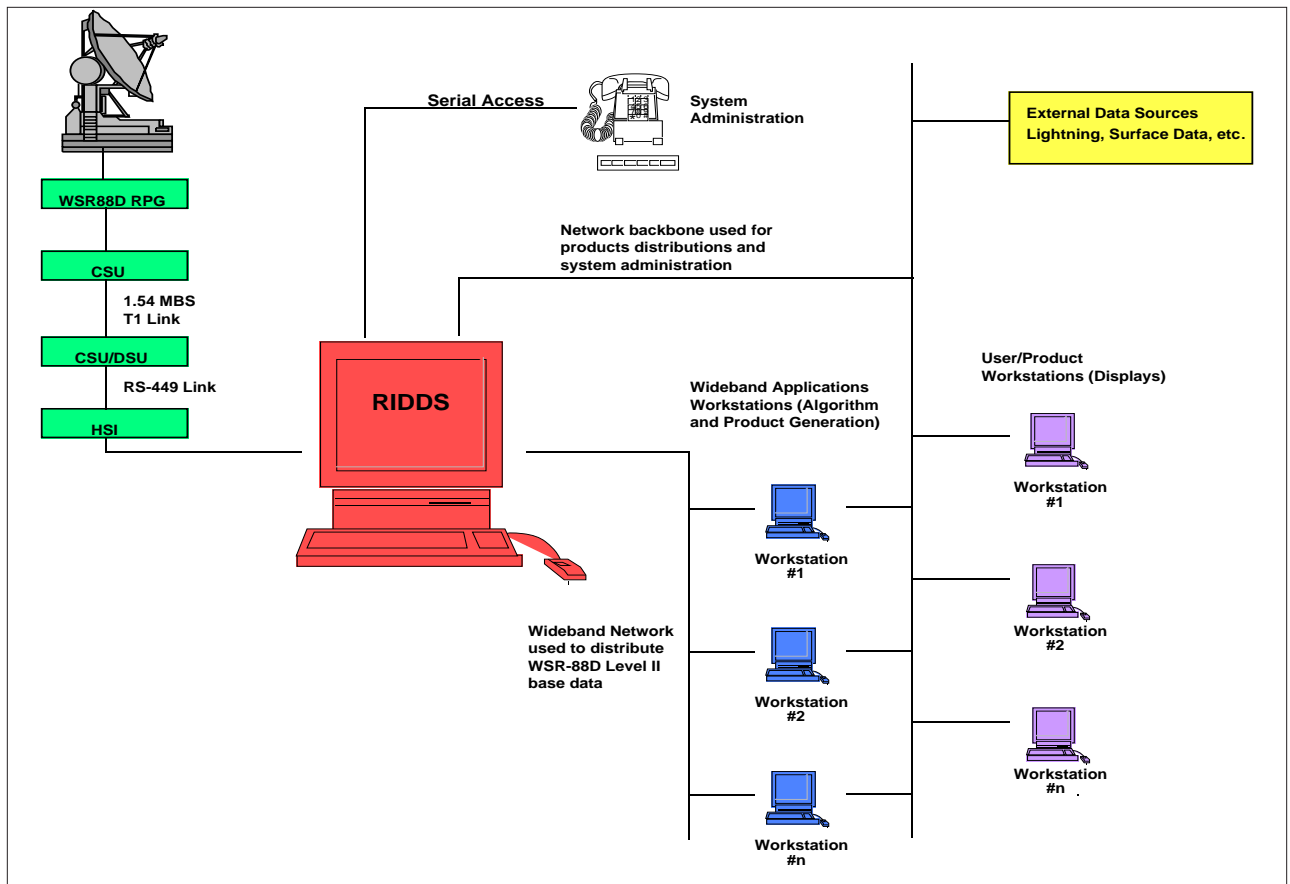 Serial Access
System
Administration
External Data Sources
Lightning, Surface Data, etc.
WSR88D RPG
CSU
1.54 MBS
T1 Link
CSU/DSU
RS-449 Link
HSI
Network backbone used for
products distributions and
system administration
RIDDS
Wideband Applications
Workstations (Algorithm
and Product Generation)
User/Product
Workstations (Displays)
Workstation
#1
Workstation
#2
Workstation
#n
Wideband Network
used to distribute
WSR-88D Level II
base data
Workstation
#1
Workstation
#2
Workstation
#n